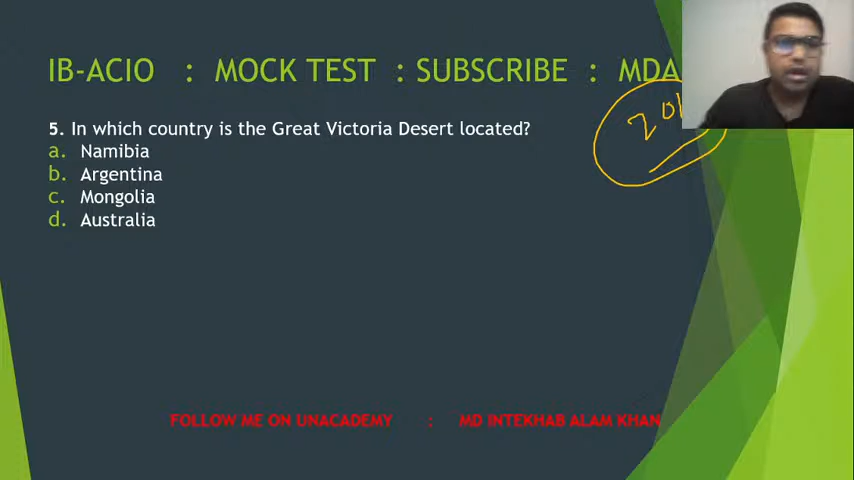 IB-ACIO : MOCK TEST : SUBSCRIBE : MDA
5. In which country is the Great Victoria Desert located?
a. Namibia
b. Argentina
c. Mongolia
d. Australia
FOLLOW ME ON UNACADEMY : MD INTEKHAB ALAM KHAN